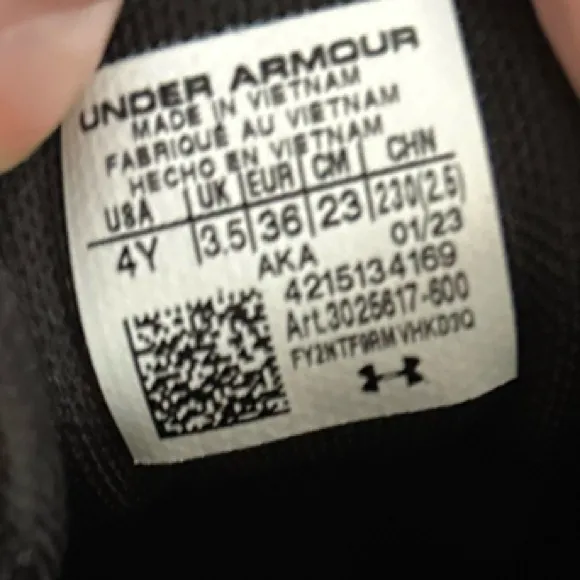 UNDER ARMOUR
MADE IN VIETNAM
FABRIQUÉ AU VIETNAM
HECHO EN VIETNAM
USA UK EUR CM CHN
4Y 3.5 36 23 230(2.5)
AKA 01/23
4215134169
Art.3025617-600